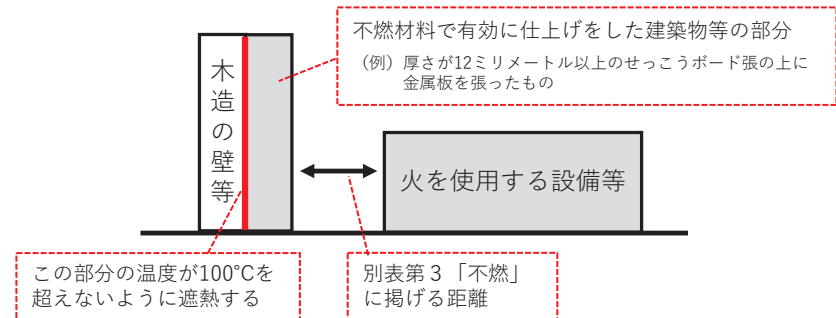 不燃材料で有効に仕上げをした建築物等の部分
（例）厚さが12ミリメートル以上のせっこうボード張の上に
金属板を張ったもの
木造の壁等
火を使用する設備等
この部分の温度が100℃を
超えないように遮熱する
別表第３「不燃」
に掲げる距離